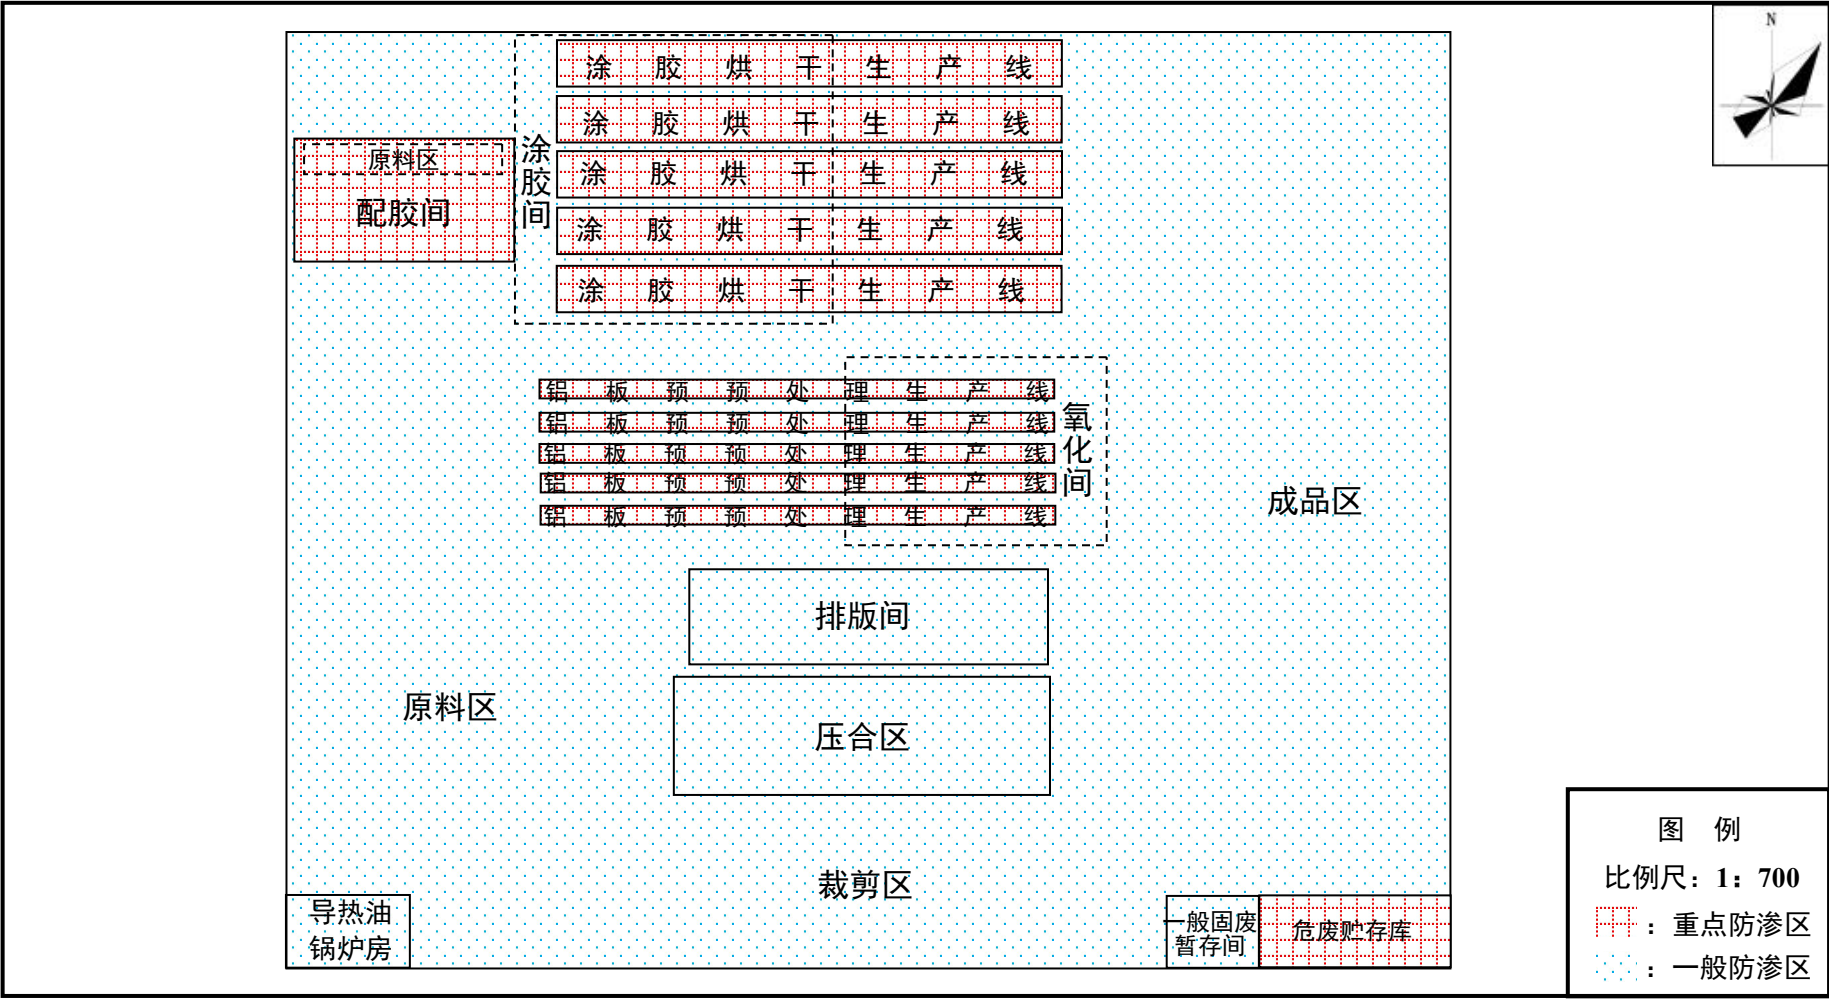 N
涂胶烘干生产线
涂胶烘干生产线
涂胶间
原料区
配胶间
涂胶烘干生产线
涂胶烘干生产线
涂胶烘干生产线
铝板预预处理生产线
铝板预预处理生产线
铝板预预处理生产线
铝板预预处理生产线
铝板预预处理生产线
氧化间
成品区
排版间
原料区
压合区
裁剪区
导热油
锅炉房
一般固废
暂存间
危废贮存库
图 例
比例尺：1：700
：重点防渗区
：一般防渗区